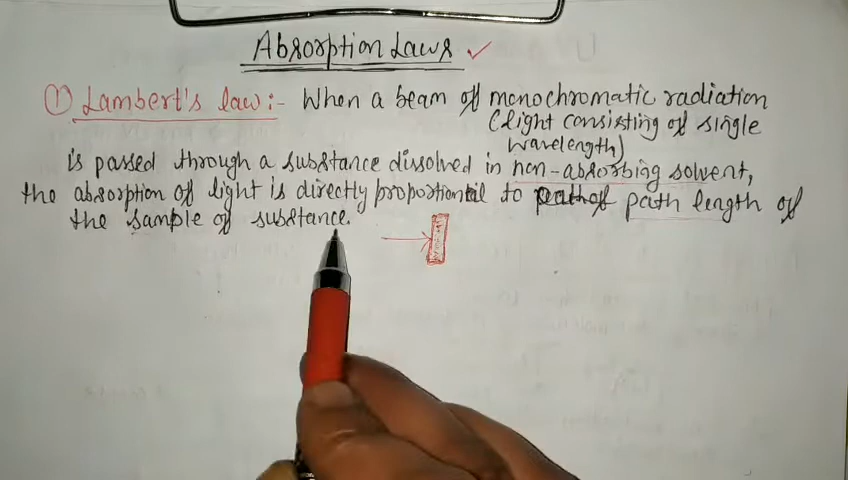 Absorption Laws ✓
① Lambert's law:- When a beam of monochromatic radiation
(light consisting of single
wavelength)
is passed through a substance dissolved in non-absorbing solvent,
the absorption of light is directly proportional to path length of
the sample of substance.